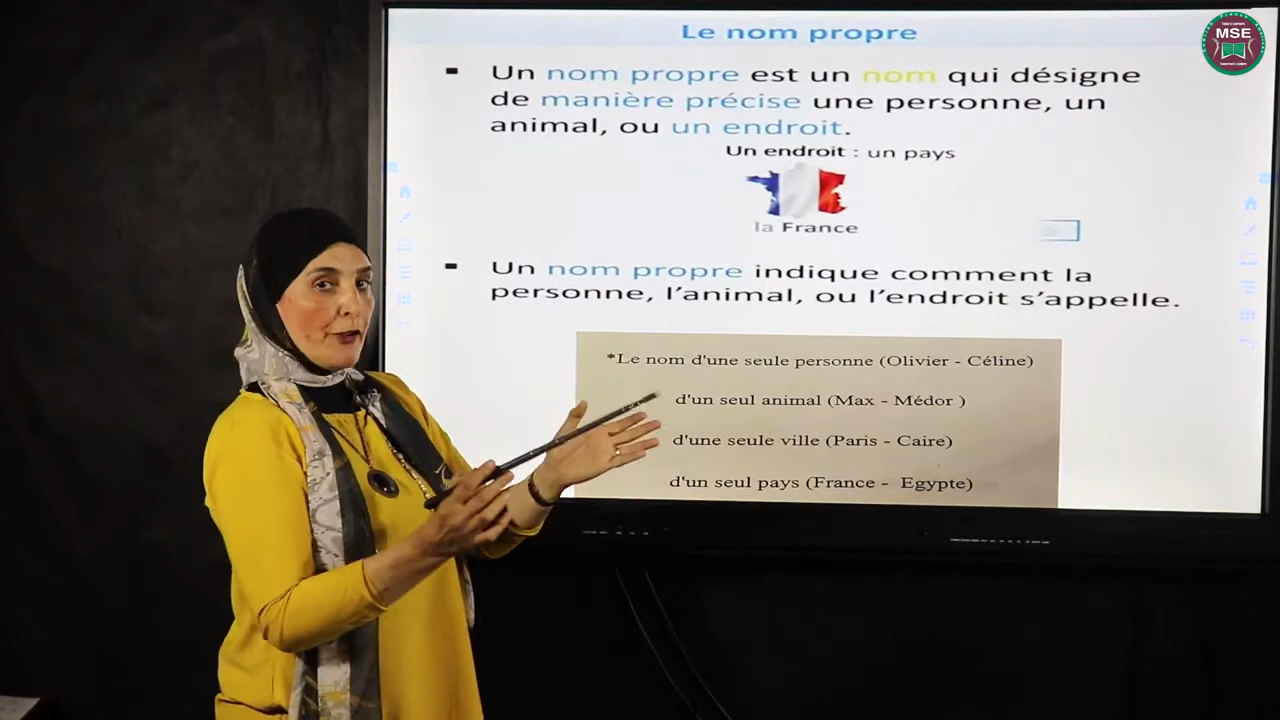 Le nom propre
▪ Un nom propre est un nom qui désigne
de manière précise une personne, un
animal, ou un endroit.
Un endroit : un pays
la France
▪ Un nom propre indique comment la
personne, l’animal, ou l’endroit s’appelle.
*Le nom d'une seule personne (Olivier - Céline)
d'un seul animal (Max - Médor )
d'une seule ville (Paris - Caire)
d'un seul pays (France - Egypte)
MSE